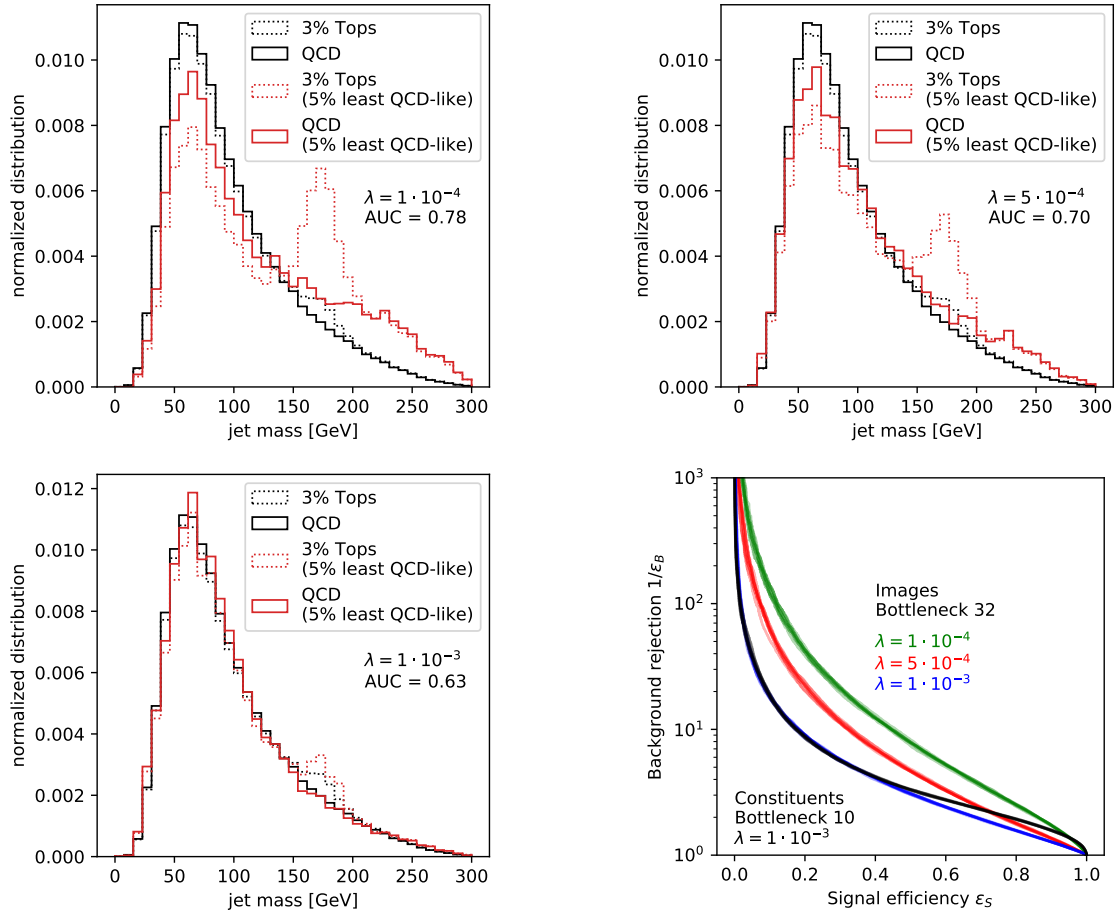 0.010
0.008
0.006
0.004
0.002
0.000
normalized distribution
3% Tops
QCD
3% Tops
(5% least QCD-like)
QCD
(5% least QCD-like)
λ = 1 · 10⁻⁴
AUC = 0.78
0 50 100 150 200 250 300
jet mass [GeV]
0.010
0.008
0.006
0.004
0.002
0.000
normalized distribution
3% Tops
QCD
3% Tops
(5% least QCD-like)
QCD
(5% least QCD-like)
λ = 5 · 10⁻⁴
AUC = 0.70
0 50 100 150 200 250 300
jet mass [GeV]
0.012
0.010
0.008
0.006
0.004
0.002
0.000
normalized distribution
3% Tops
QCD
3% Tops
(5% least QCD-like)
QCD
(5% least QCD-like)
λ = 1 · 10⁻³
AUC = 0.63
0 50 100 150 200 250 300
jet mass [GeV]
10³
10²
10¹
10⁰
Background rejection 1/ε_B
Images
Bottleneck 32
λ = 1 · 10⁻⁴
λ = 5 · 10⁻⁴
λ = 1 · 10⁻³
Constituents
Bottleneck 10
λ = 1 · 10⁻³
0.0 0.2 0.4 0.6 0.8 1.0
Signal efficiency ε_S